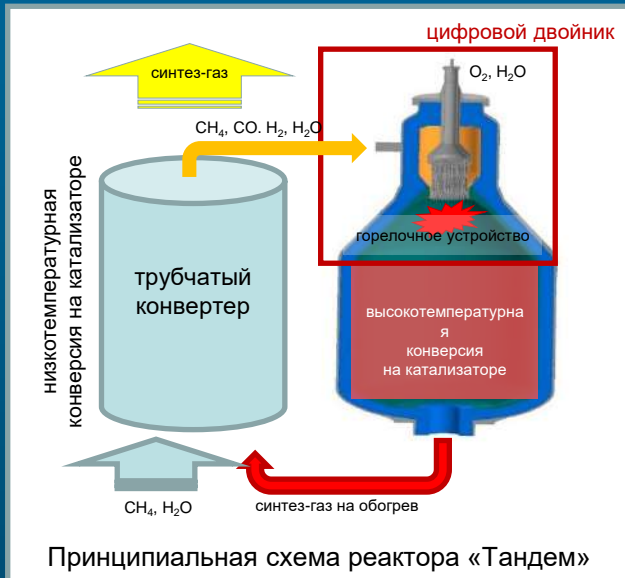 цифровой двойник
синтез-газ
O₂, H₂O
CH₄, CO. H₂, H₂O
низкотемпературная
конверсия на катализаторе
трубчатый
конвертер
горелочное устройство
высокотемпературна
я
конверсия
на катализаторе
CH₄, H₂O
синтез-газ на обогрев
Принципиальная схема реактора «Тандем»